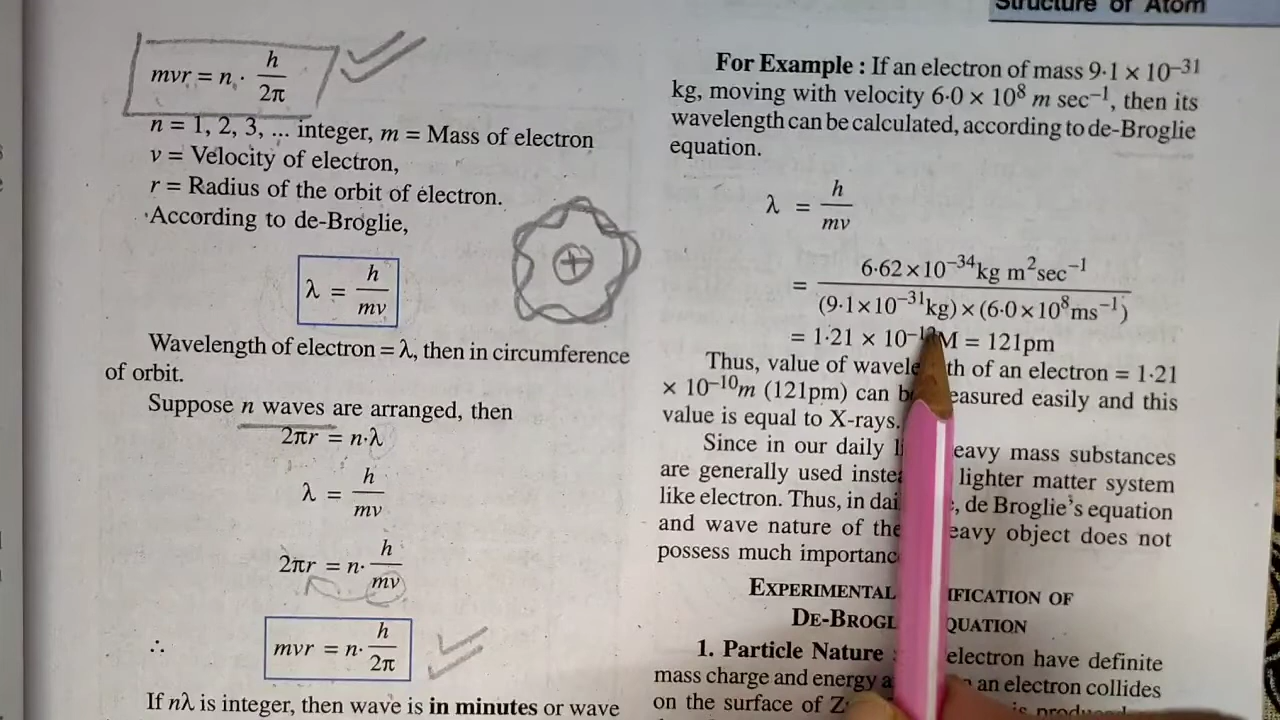 Structure of Atom
mvr = n · h/2π
n = 1, 2, 3, ... integer, m = Mass of electron
v = Velocity of electron,
r = Radius of the orbit of electron.
According to de-Broglie,
λ = h/mv
Wavelength of electron = λ, then in circumference
of orbit.
Suppose n waves are arranged, then
2πr = n·λ
λ = h/mv
2πr = n· h/mv
∴ mvr = n· h/2π
If nλ is integer, then wave is in minutes or wave
For Example : If an electron of mass 9·1 × 10⁻³¹
kg, moving with velocity 6·0 × 10⁸ m sec⁻¹, then its
wavelength can be calculated, according to de-Broglie
equation.
λ = h/mv
= 6·62×10⁻³⁴kg m²sec⁻¹ / (9·1×10⁻³¹kg)×(6·0×10⁸ms⁻¹)
= 1·21 × 10 M = 121pm
Thus, value of th of an electron = 1·21
× 10⁻¹⁰m (121pm) can easured easily and this
value is equal to X-rays.
Since in our daily eavy mass substances
are generally used lighter matter system
like electron. Thus, in , de Broglie's equation
and wave nature of eavy object does not
possess much
EXPERIMENTAL IFICATION OF
DE-BROGL QUATION
1. Particle Nature electron have definite
mass charge and energy an electron collides
on the surface of is